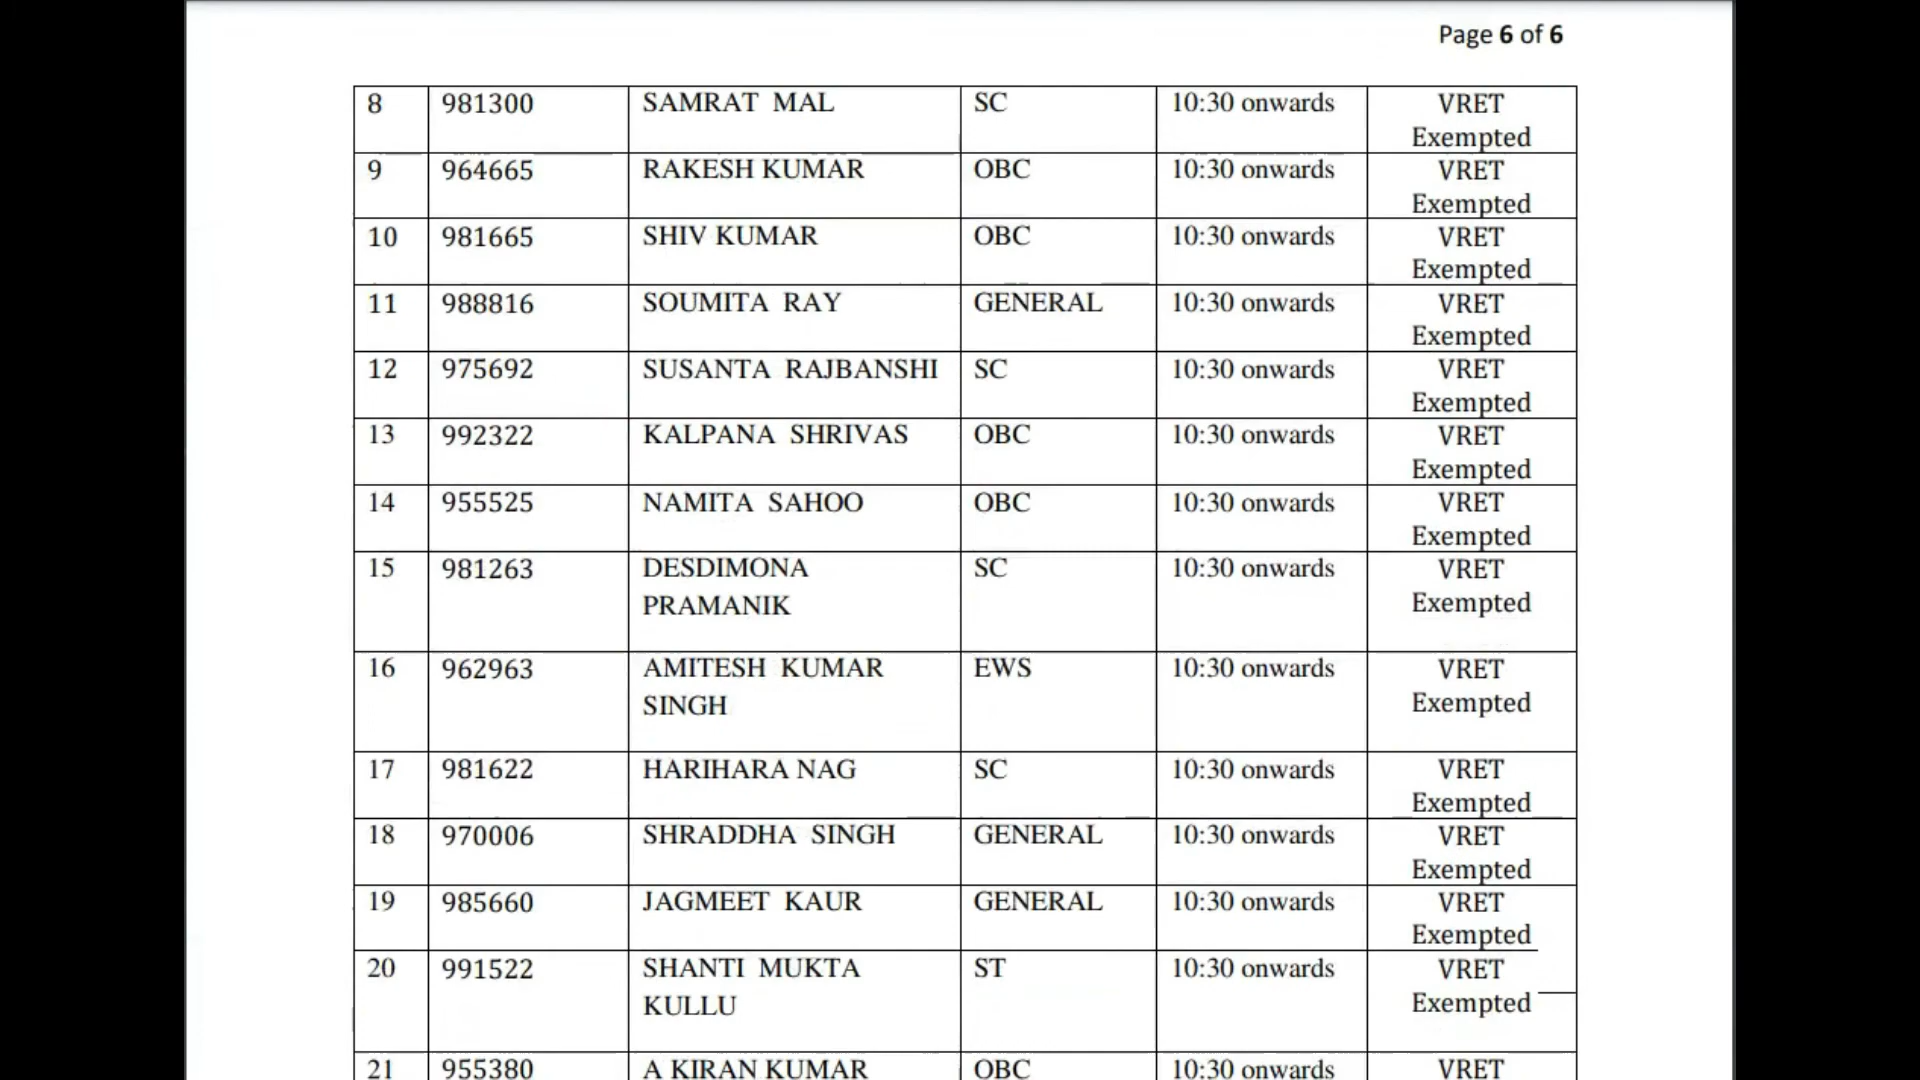 Page 6 of 6
8 981300 SAMRAT MAL SC 10:30 onwards VRET
Exempted
9 964665 RAKESH KUMAR OBC 10:30 onwards VRET
Exempted
10 981665 SHIV KUMAR OBC 10:30 onwards VRET
Exempted
11 988816 SOUMITA RAY GENERAL 10:30 onwards VRET
Exempted
12 975692 SUSANTA RAJBANSHI SC 10:30 onwards VRET
Exempted
13 992322 KALPANA SHRIVAS OBC 10:30 onwards VRET
Exempted
14 955525 NAMITA SAHOO OBC 10:30 onwards VRET
Exempted
15 981263 DESDIMONA SC 10:30 onwards VRET
PRAMANIK Exempted
16 962963 AMITESH KUMAR EWS 10:30 onwards VRET
SINGH Exempted
17 981622 HARIHARA NAG SC 10:30 onwards VRET
Exempted
18 970006 SHRADDHA SINGH GENERAL 10:30 onwards VRET
Exempted
19 985660 JAGMEET KAUR GENERAL 10:30 onwards VRET
Exempted
20 991522 SHANTI MUKTA ST 10:30 onwards VRET
KULLU Exempted
21 955380 A KIRAN KUMAR OBC 10:30 onwards VRET